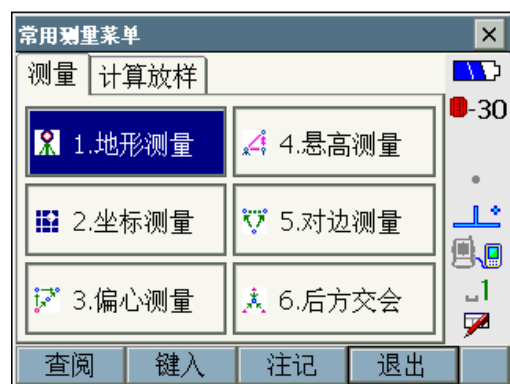 常用测量菜单
测量 计算放样
-30
1.地形测量 4.悬高测量
2.坐标测量 5.对边测量
3.偏心测量 6.后方交会
1
查阅 键入 注记 退出